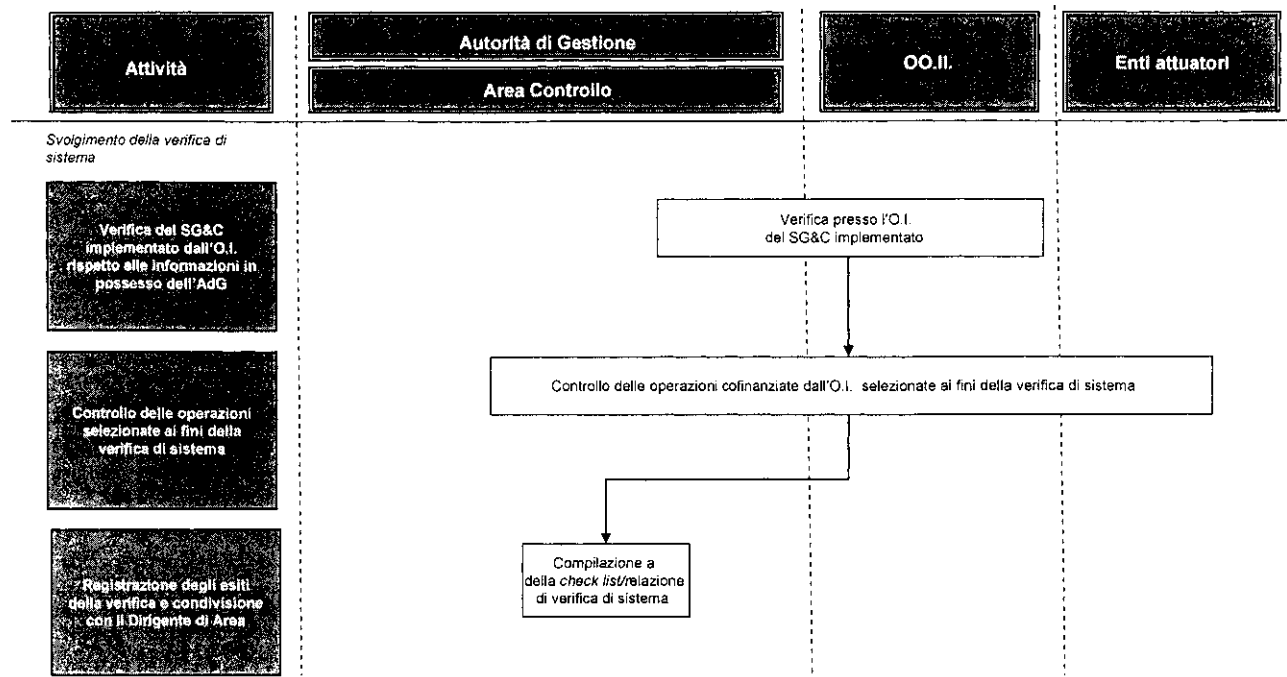 Attività
Autorità di Gestione
Area Controllo
OO.II.
Enti attuatori
Svolgimento della verifica di
sistema
Verifica del SG&C
implementato dall'O.I.
rispetto alle informazioni in
possesso dell'AdG
Verifica presso l'O.I.
del SG&C implementato
Controllo delle operazioni
selezionate ai fini della
verifica di sistema
Controllo delle operazioni cofinanziate dall'O.I. selezionate ai fini della verifica di sistema
Registrazione degli esiti
della verifica e condivisione
con il Dirigente di Area
Compilazione a
della check list/relazione
di verifica di sistema